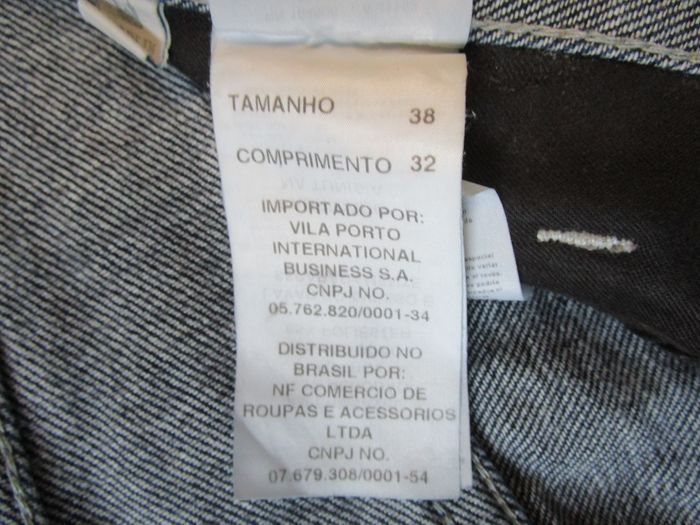 TAMANHO 38
COMPRIMENTO 32
IMPORTADO POR:
VILA PORTO
INTERNATIONAL
BUSINESS S.A.
CNPJ NO.
05.762.820/0001-34
DISTRIBUIDO NO
BRASIL POR:
NF COMERCIO DE
ROUPAS E ACESSORIOS
LTDA
CNPJ NO.
07.679.308/0001-54